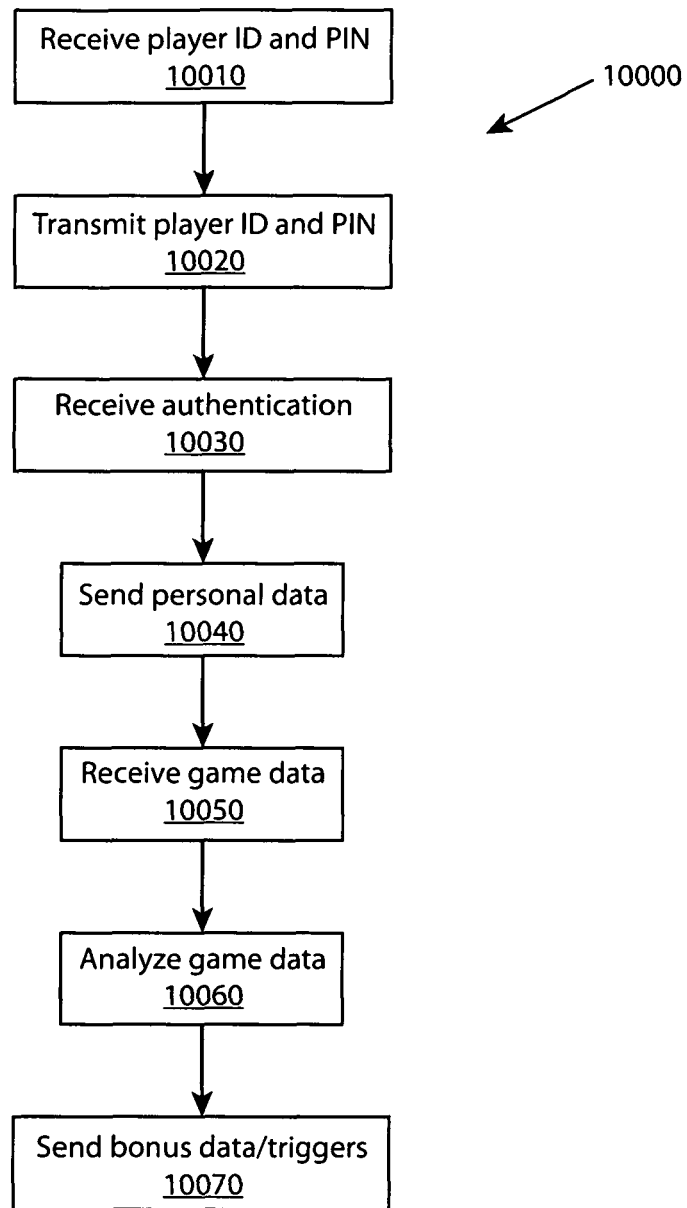 Receive player ID and PIN
10010
10000
Transmit player ID and PIN
10020
Receive authentication
10030
Send personal data
10040
Receive game data
10050
Analyze game data
10060
Send bonus data/triggers
10070